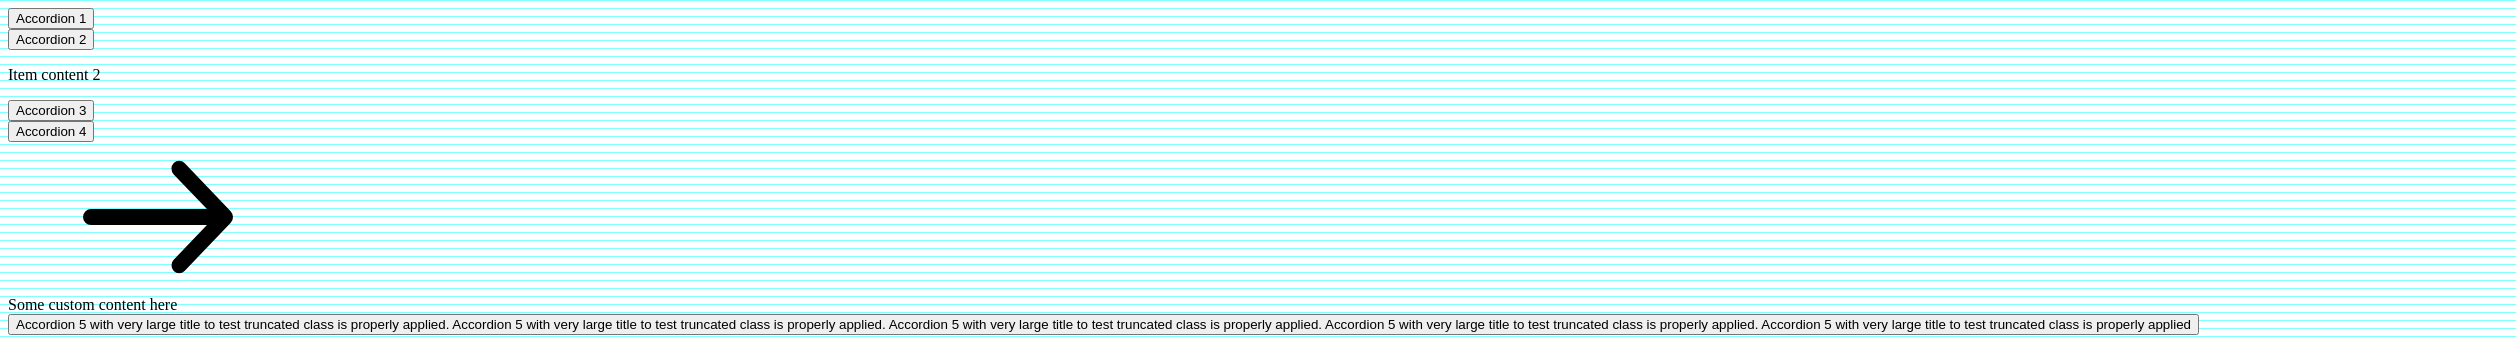 Accordion 1
Accordion 2
Item content 2
Accordion 3
Accordion 4
Some custom content here
Accordion 5 with very large title to test truncated class is properly applied. Accordion 5 with very large title to test truncated class is properly applied. Accordion 5 with very large title to test truncated class is properly applied. Accordion 5 with very large title to test truncated class is properly applied. Accordion 5 with very large title to test truncated class is properly applied